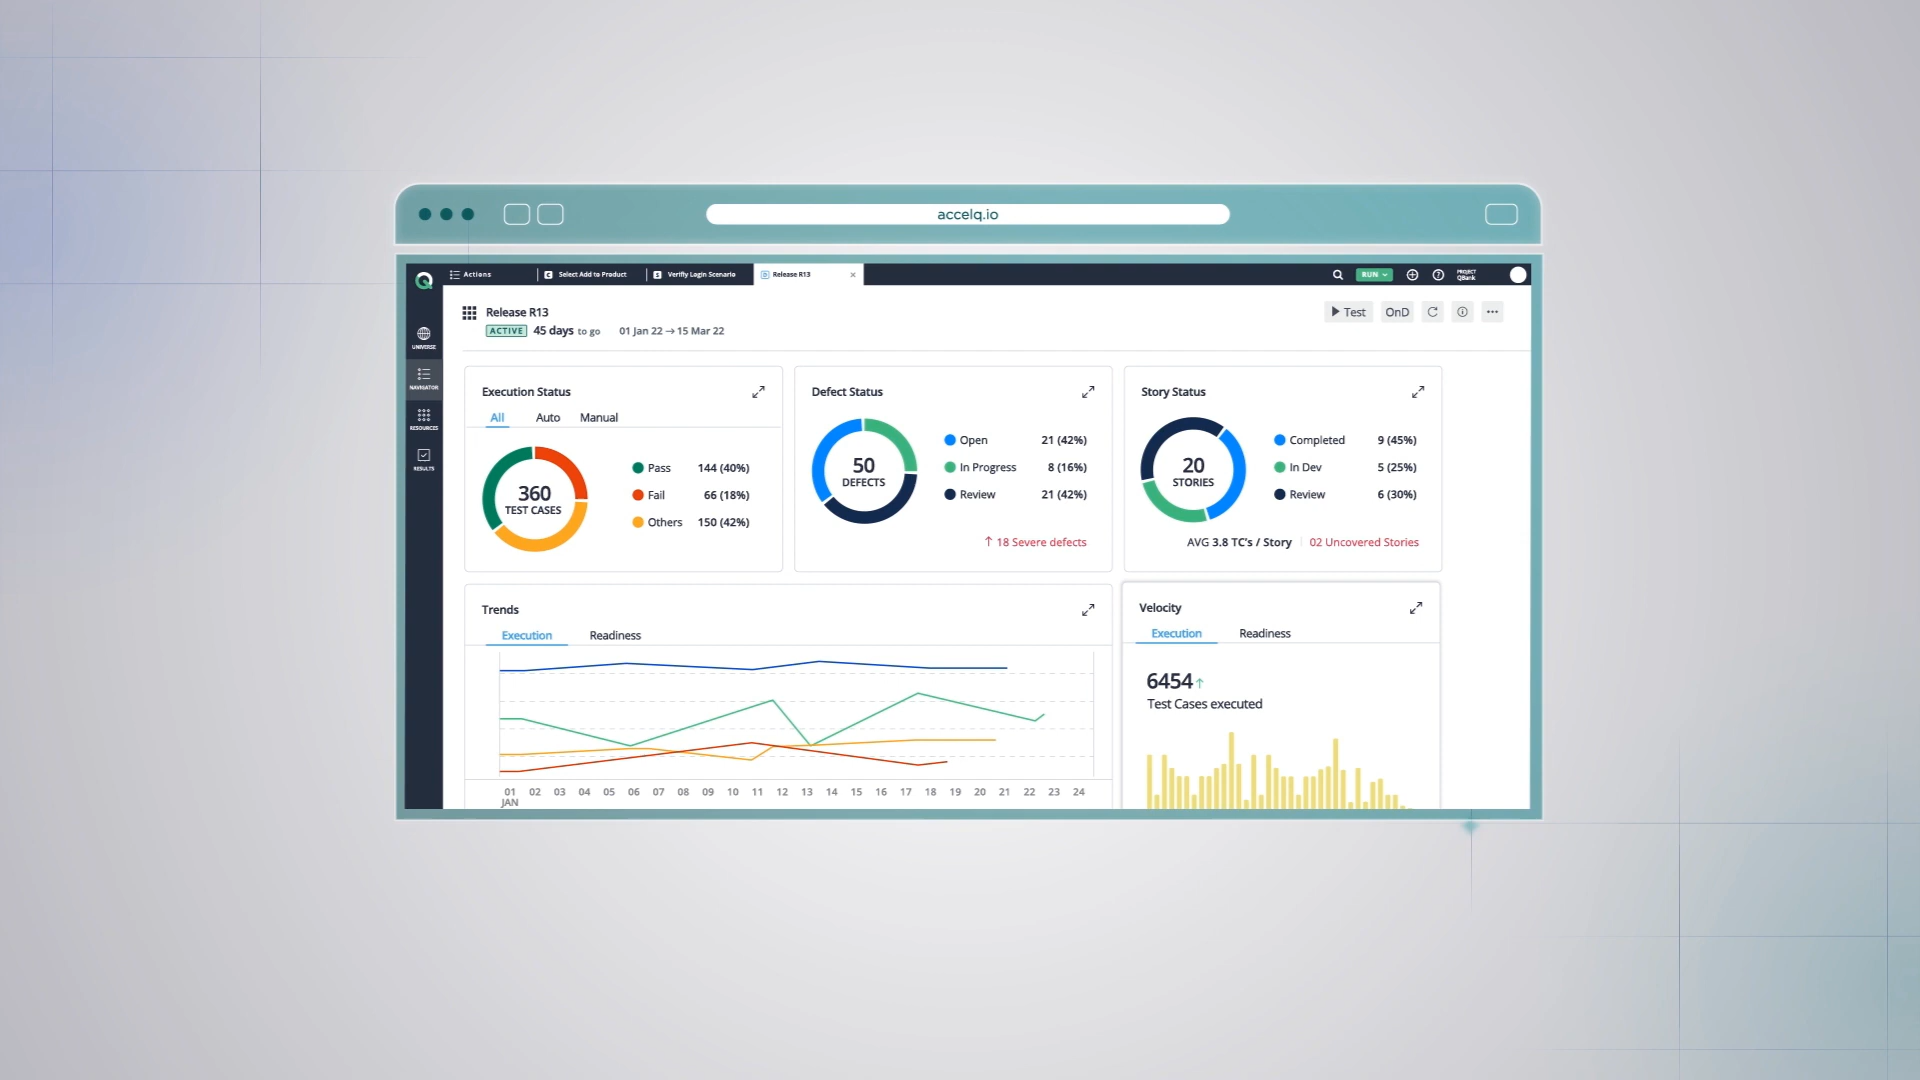 accelq.io
Actions
Select Add to Product
Verifiy Login Scenario
Release R13
RUN
PROJECT
QBank
UNIVERSE
NAVIGATOR
RESOURCES
RESULTS
Release R13
ACTIVE 45 days to go 01 Jan 22 → 15 Mar 22
Test
OnD
Execution Status
All Auto Manual
360
TEST CASES
Pass 144 (40%)
Fail 66 (18%)
Others 150 (42%)
Defect Status
50
DEFECTS
Open 21 (42%)
In Progress 8 (16%)
Review 21 (42%)
↑ 18 Severe defects
Story Status
20
STORIES
Completed 9 (45%)
In Dev 5 (25%)
Review 6 (30%)
AVG 3.8 TC's / Story 02 Uncovered Stories
Trends
Execution Readiness
01 02 03 04 05 06 07 08 09 10 11 12 13 14 15 16 17 18 19 20 21 22 23 24
JAN
Velocity
Execution Readiness
6454↑
Test Cases executed